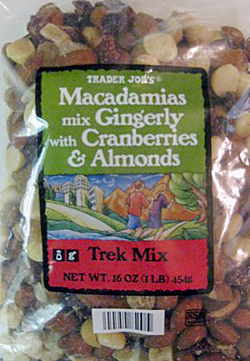 TRADER JOE'S®
Macadamias
mix Gingerly
with Cranberries
& Almonds
Trek Mix
NET WT. 16 OZ (1 LB) 454g